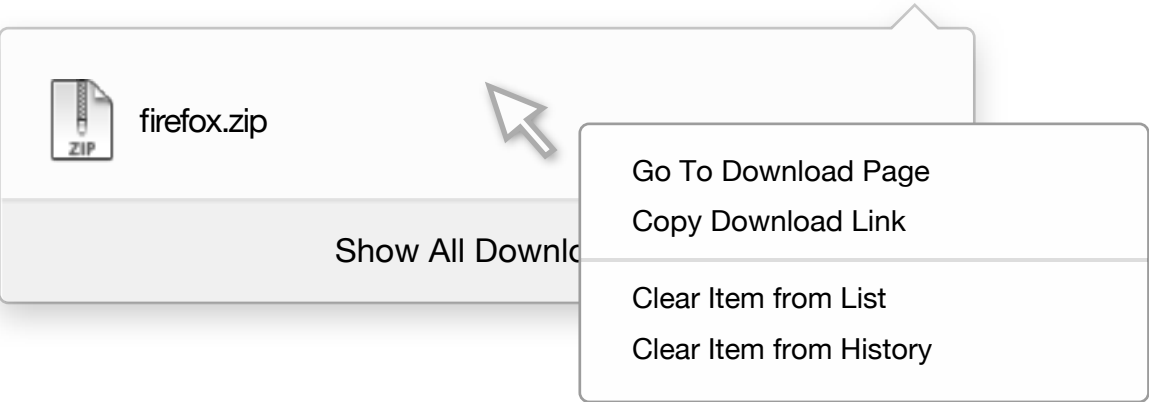 ZIP
firefox.zip
Show All Downlo
Go To Download Page
Copy Download Link
Clear Item from List
Clear Item from History